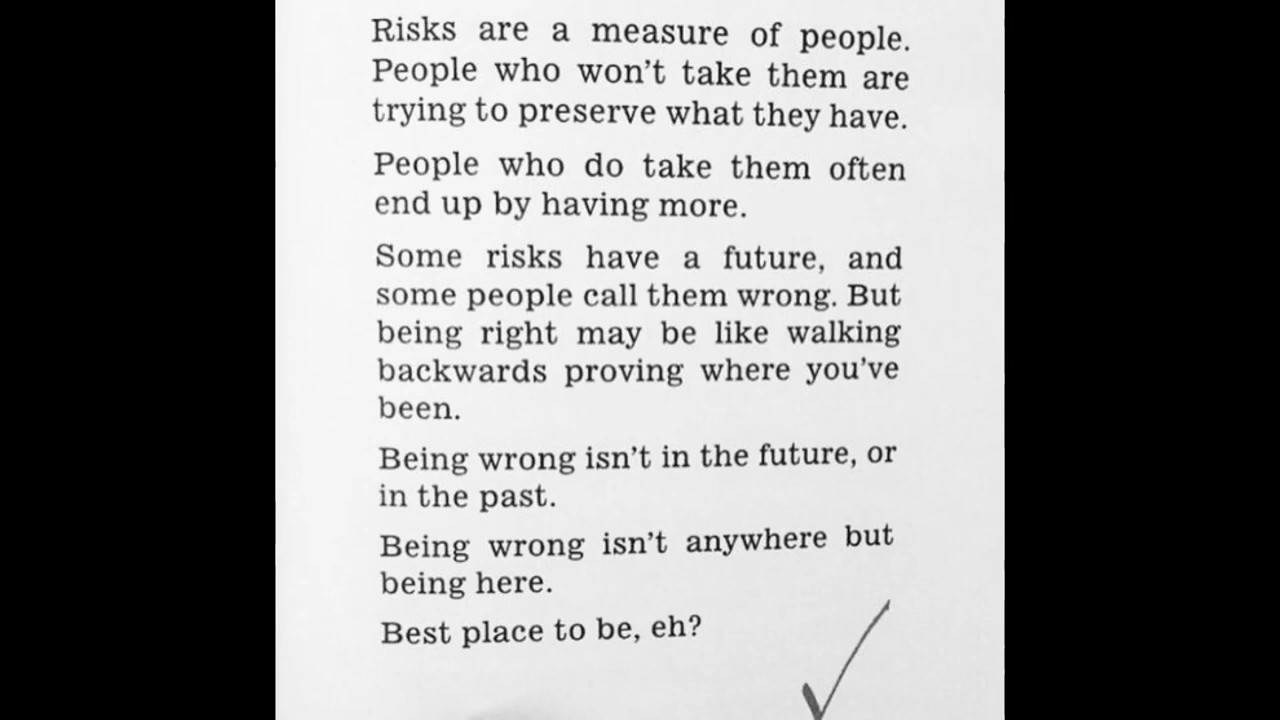 Risks are a measure of people.
People who won't take them are
trying to preserve what they have.
People who do take them often
end up by having more.
Some risks have a future, and
some people call them wrong. But
being right may be like walking
backwards proving where you've
been.
Being wrong isn't in the future, or
in the past.
Being wrong isn't anywhere but
being here.
Best place to be, eh?